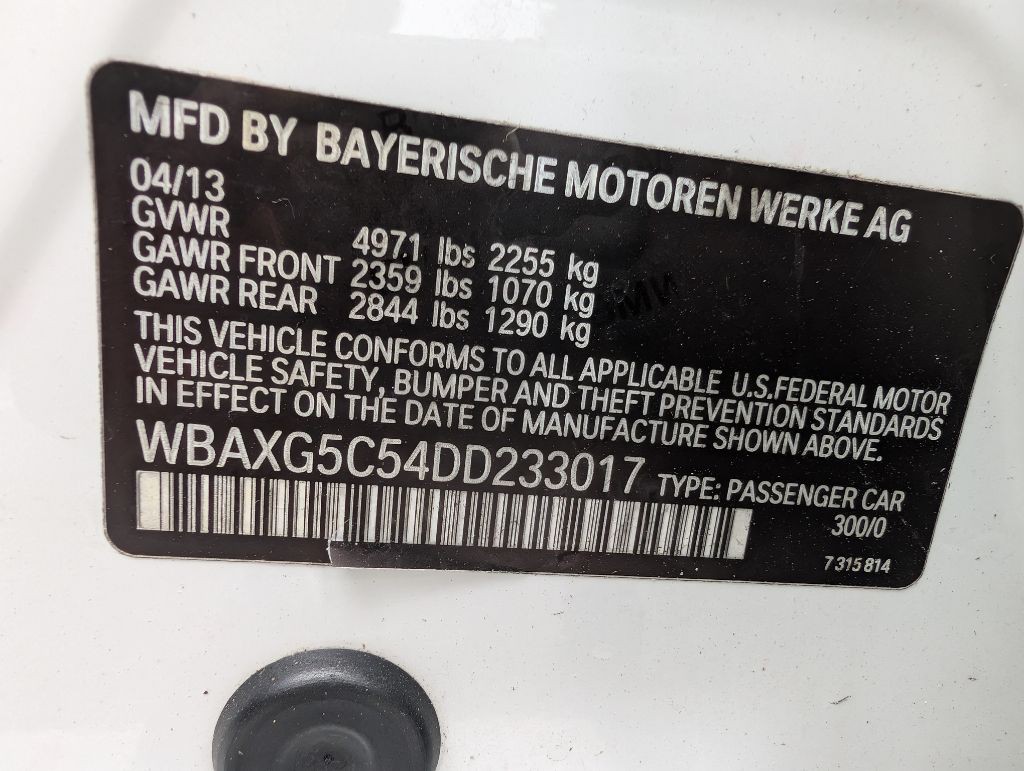 MFD BY BAYERISCHE MOTOREN WERKE AG
04/13
GVWR 4971 lbs 2255 kg
GAWR FRONT 2359 lbs 1070 kg
GAWR REAR 2844 lbs 1290 kg
THIS VEHICLE CONFORMS TO ALL APPLICABLE U.S.FEDERAL MOTOR
VEHICLE SAFETY, BUMPER AND THEFT PREVENTION STANDARDS
IN EFFECT ON THE DATE OF MANUFACTURE SHOWN ABOVE.
WBAXG5C54DD233017 TYPE: PASSENGER CAR
300/0
7 315 814